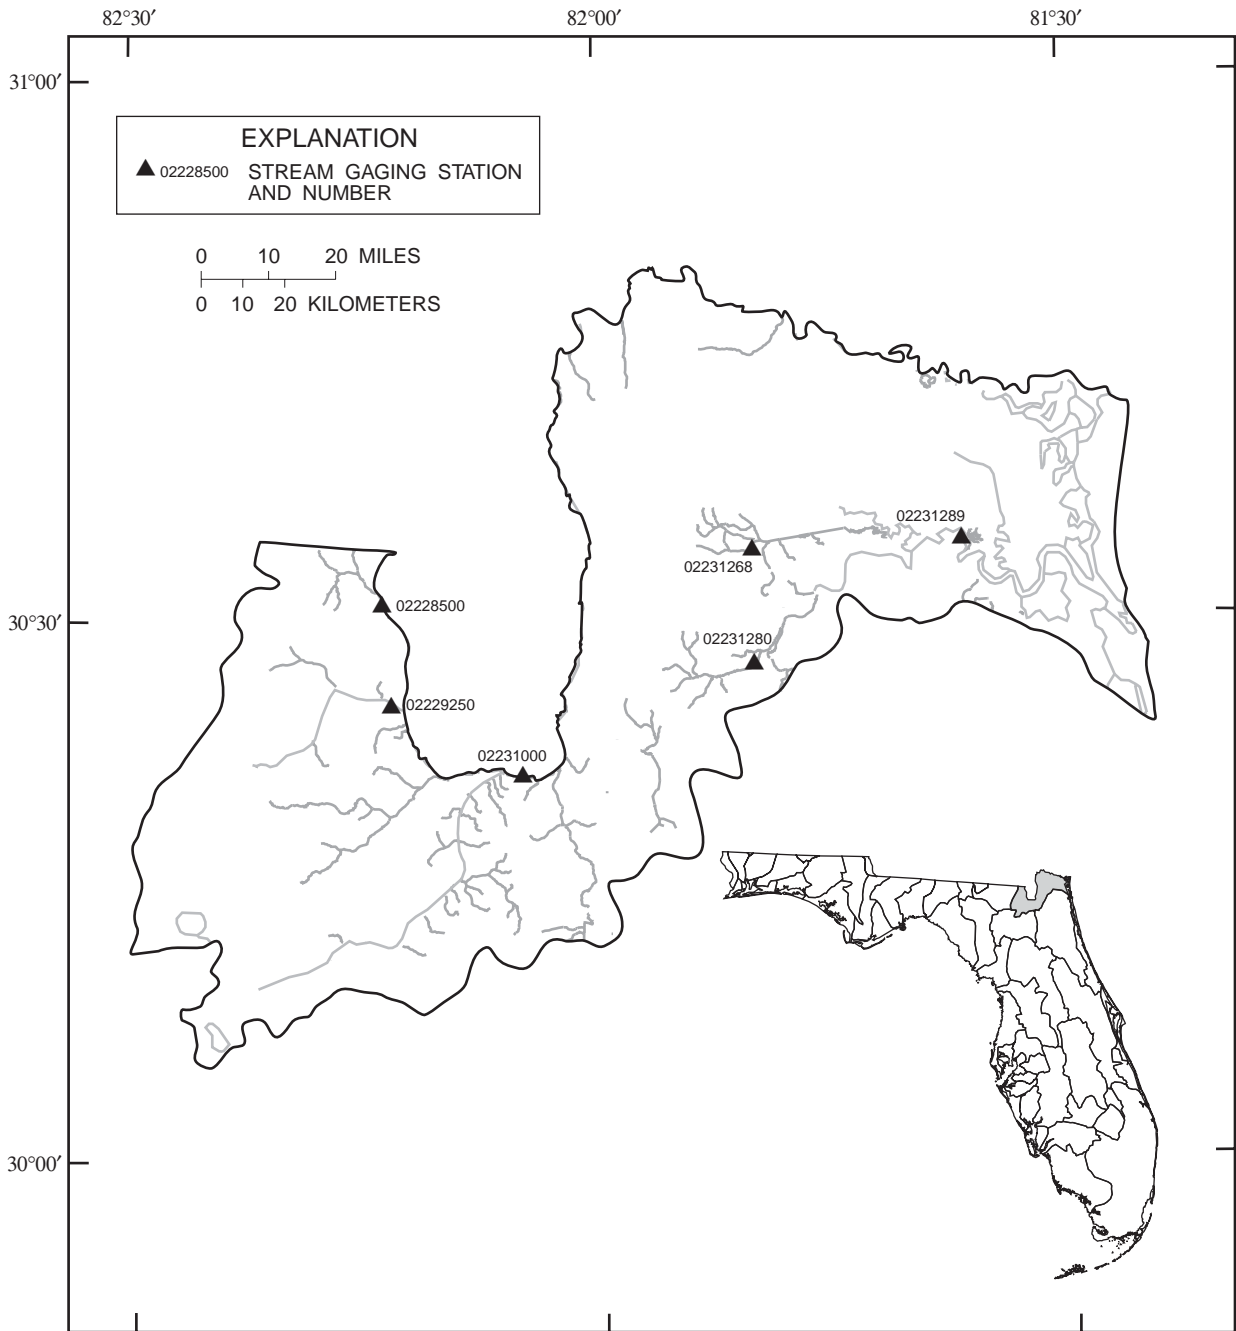 82°30′ 82°00′ 81°30′
31°00′
EXPLANATION
02228500 STREAM GAGING STATION
AND NUMBER
0 10 20 MILES
0 10 20 KILOMETERS
02231289
02231268
02228500
30°30′
02231280
02229250
02231000
30°00′